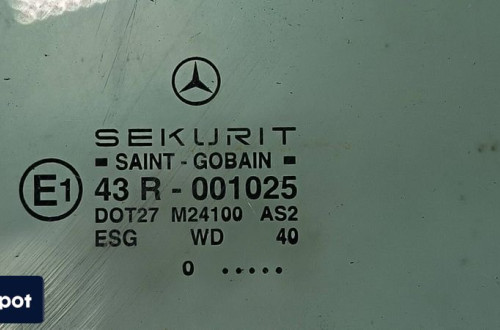 SEKURIT
SAINT - GOBAIN
E1 43 R - 001025
DOT27 M24100 AS2
ESG WD 40
0 .....
pot